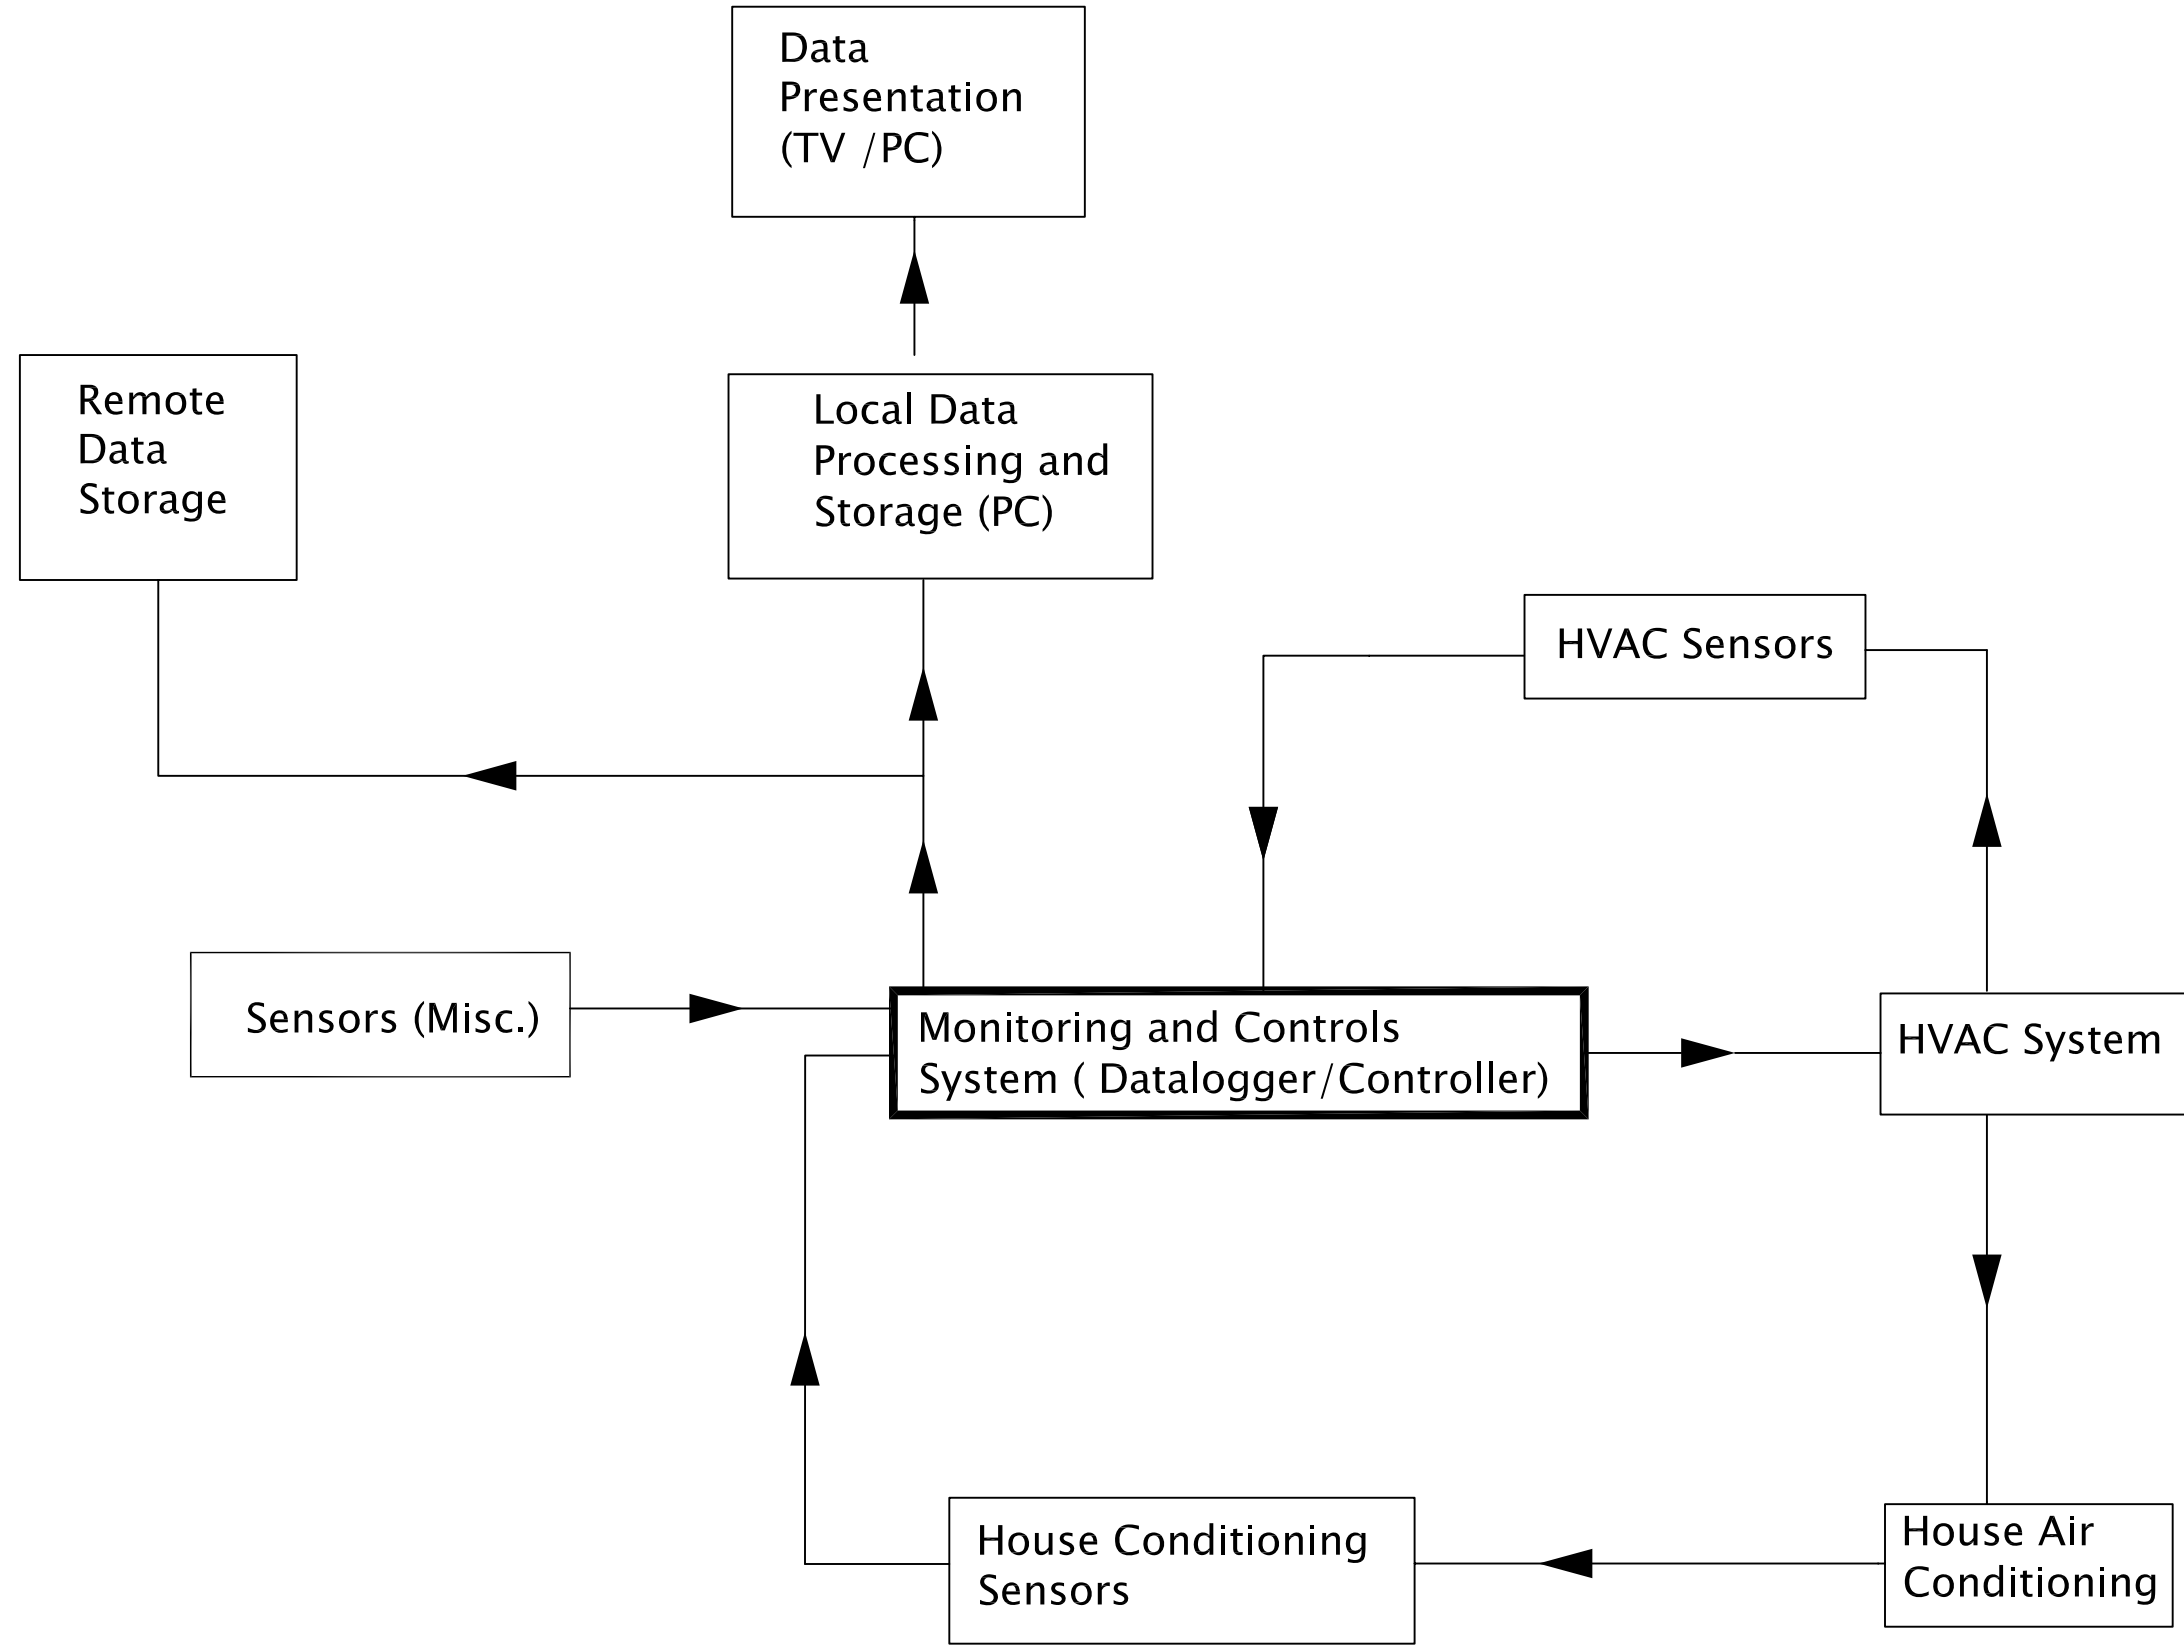 Data
Presentation
(TV /PC)
Remote
Data
Storage
Local Data
Processing and
Storage (PC)
HVAC Sensors
Sensors (Misc.)
Monitoring and Controls
System ( Datalogger/Controller)
HVAC System
House Conditioning
Sensors
House Air
Conditioning